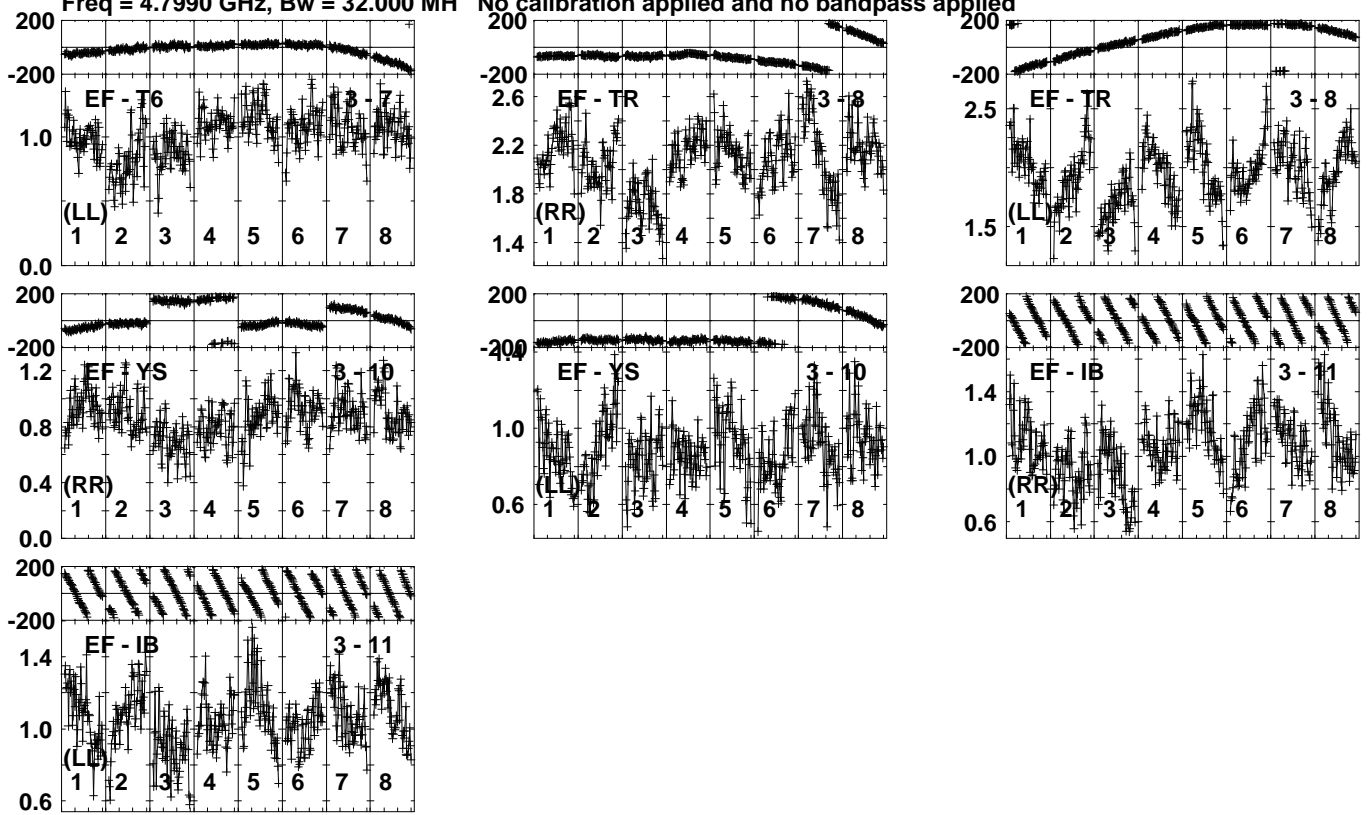 Freq = 4.7990 GHz, Bw = 32.000 MH No calibration applied and no bandpass applied
200
-200
EF - T6 3 - 7
1.0
(LL)
1 2 3 4 5 6 7 8
0.0
200
-200
2.6
EF - TR 3 - 8
2.2
1.8
(RR)
1.4
1 2 3 4 5 6 7 8
200
-200
EF - TR 3 - 8
2.5
(LL)
1.5
1 2 3 4 5 6 7 8
200
-200
EF - YS 3 - 10
1.2
0.8
0.4
(RR)
1 2 3 4 5 6 7 8
0.0
200
-200
1.4
EF - YS 3 - 10
1.0
(LL)
0.6
1 2 3 4 5 6 7 8
200
-200
EF - IB 3 - 11
1.4
1.0
(RR)
0.6
1 2 3 4 5 6 7 8
200
-200
EF - IB 3 - 11
1.4
1.0
(LL)
1 2 3 4 5 6 7 8
0.6